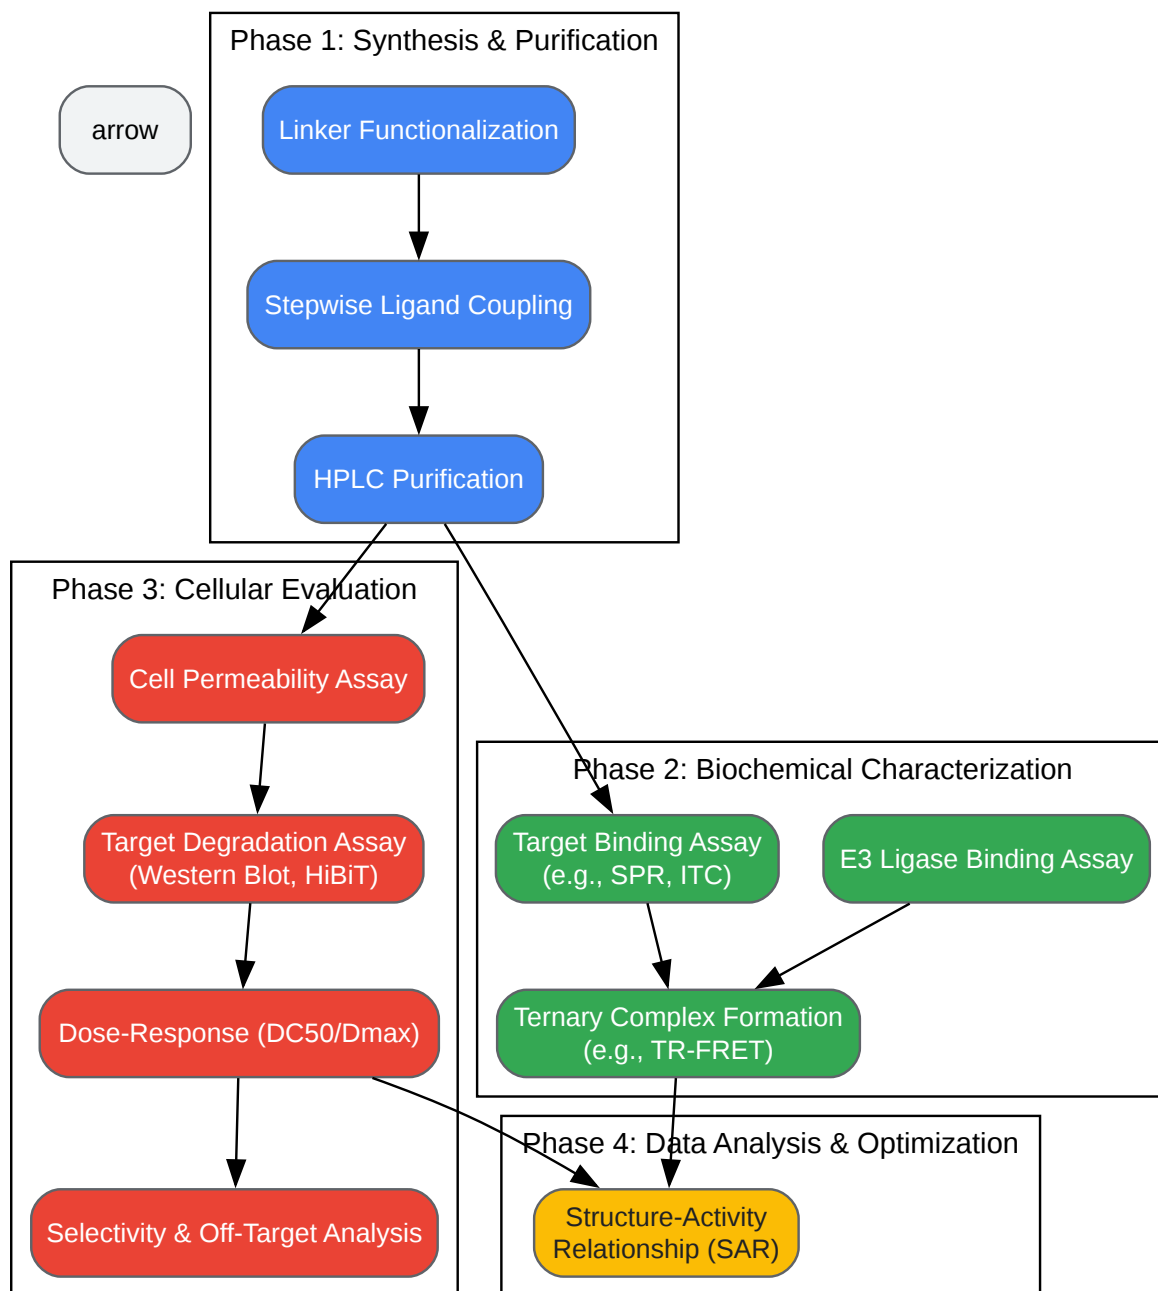 Phase 1: Synthesis & Purification
arrow
Linker Functionalization
Stepwise Ligand Coupling
HPLC Purification
Phase 3: Cellular Evaluation
Cell Permeability Assay
Target Degradation Assay
(Western Blot, HiBiT)
Dose-Response (DC50/Dmax)
Selectivity & Off-Target Analysis
Phase 2: Biochemical Characterization
Target Binding Assay
(e.g., SPR, ITC)
E3 Ligase Binding Assay
Ternary Complex Formation
(e.g., TR-FRET)
Phase 4: Data Analysis & Optimization
Structure-Activity
Relationship (SAR)